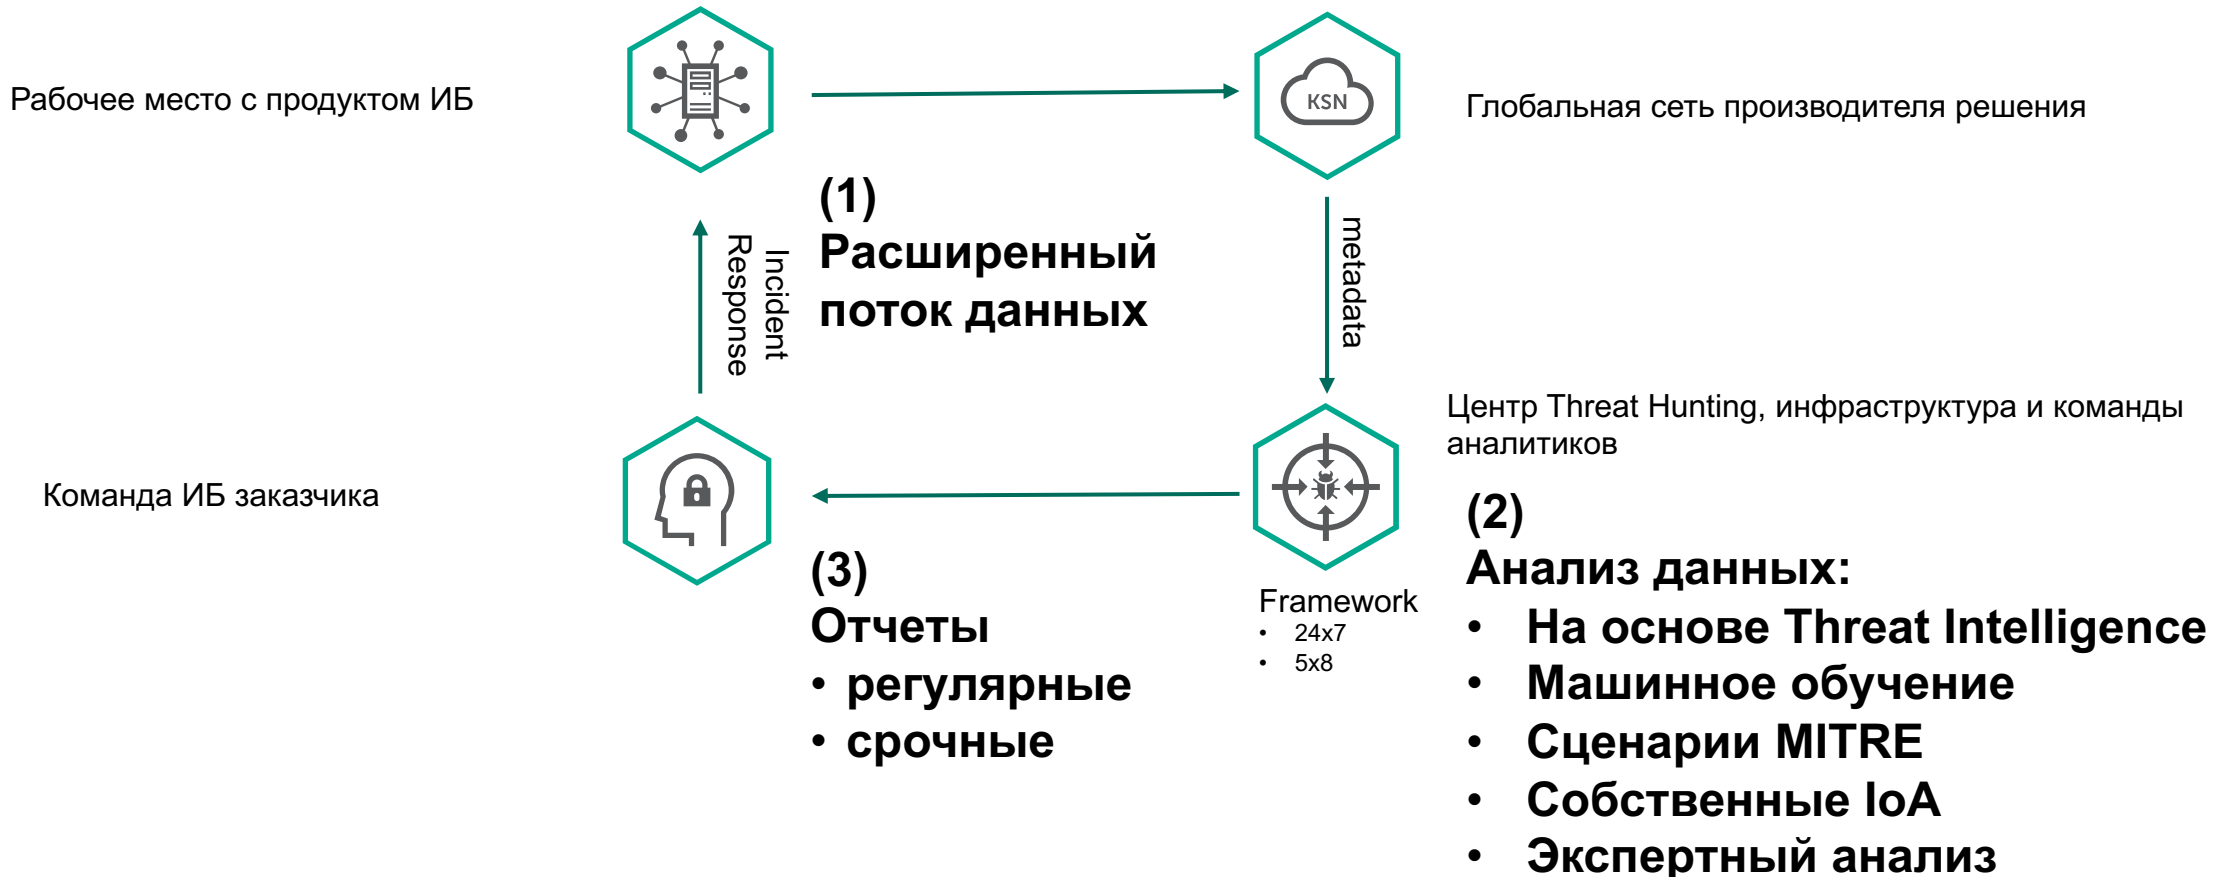 Рабочее место с продуктом ИБ
KSN
Глобальная сеть производителя решения
(1)
Расширенный
поток данных
Incident
Response
metadata
Центр Threat Hunting, инфраструктура и команды
аналитиков
Команда ИБ заказчика
(3)
Отчеты
• регулярные
• срочные
Framework
• 24x7
• 5x8
(2)
Анализ данных:
• На основе Threat Intelligence
• Машинное обучение
• Сценарии MITRE
• Собственные IoA
• Экспертный анализ